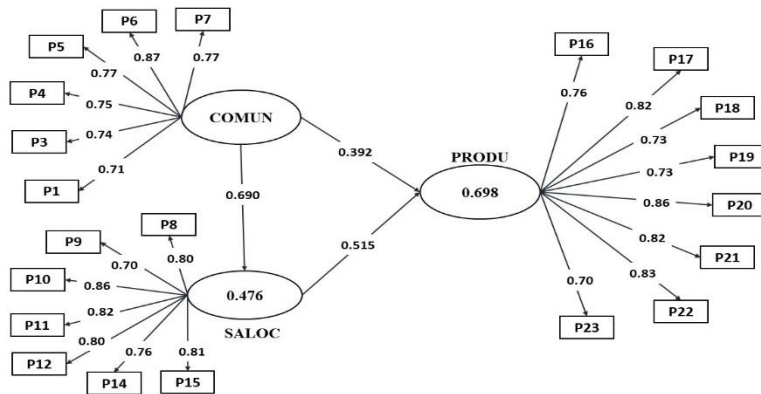 P7
P6
P5
0.77
0.87
0.77
P4
0.75
P3
0.74
P1
0.71
COMUN
0.392
0.690
P8
P9
0.80
0.70
P10
0.86
P11
0.82
P12
0.80
P14
0.76
P15
0.81
0.476
SALOC
0.515
PRODU
0.698
P16
0.76
P17
0.82
P18
0.73
P19
0.73
P20
0.86
P21
0.82
P22
0.83
P23
0.70